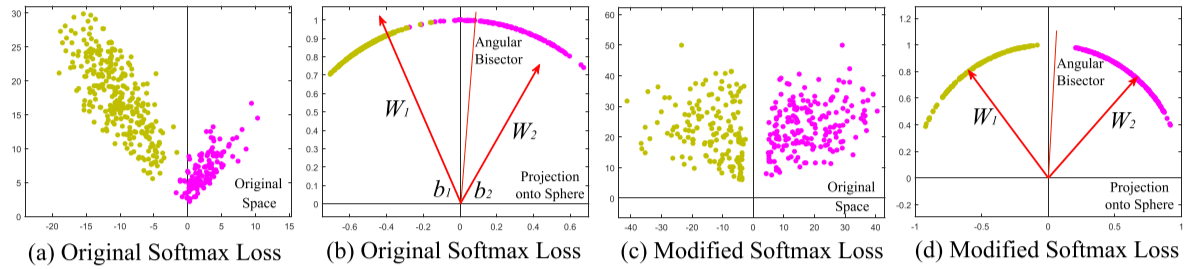 30
25
20
15
10
5
0
-20 -15 -10 -5 0 5 10 15
Original
Space
(a) Original Softmax Loss
1
0.9
0.8
0.7
0.6
0.5
0.4
0.3
0.2
0.1
0
-0.6 -0.4 -0.2 0 0.2 0.4 0.6
Angular
Bisector
W1
W2
b1 b2
Projection
onto Sphere
(b) Original Softmax Loss
60
50
40
30
20
10
0
-40 -30 -20 -10 0 10 20 30 40
Original
Space
(c) Modified Softmax Loss
1.2
1
0.8
0.6
0.4
0.2
0
-0.2
-1 -0.5 0 0.5 1
Angular
Bisector
W1
W2
Projection
onto Sphere
(d) Modified Softmax Loss